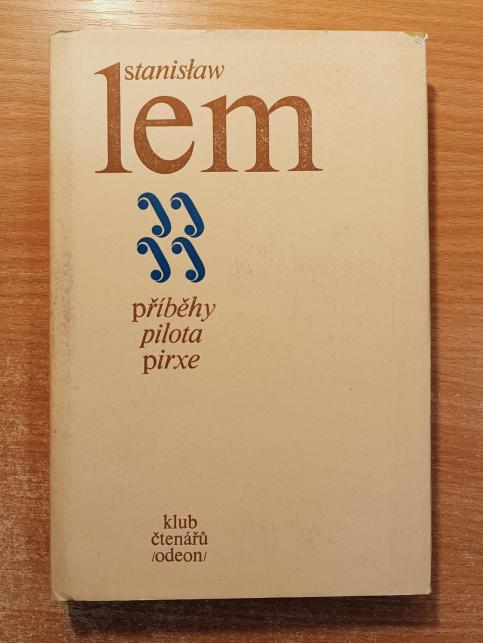 stanisław
lem
příběhy
pilota
pirxe
klub
čtenářů
/odeon/